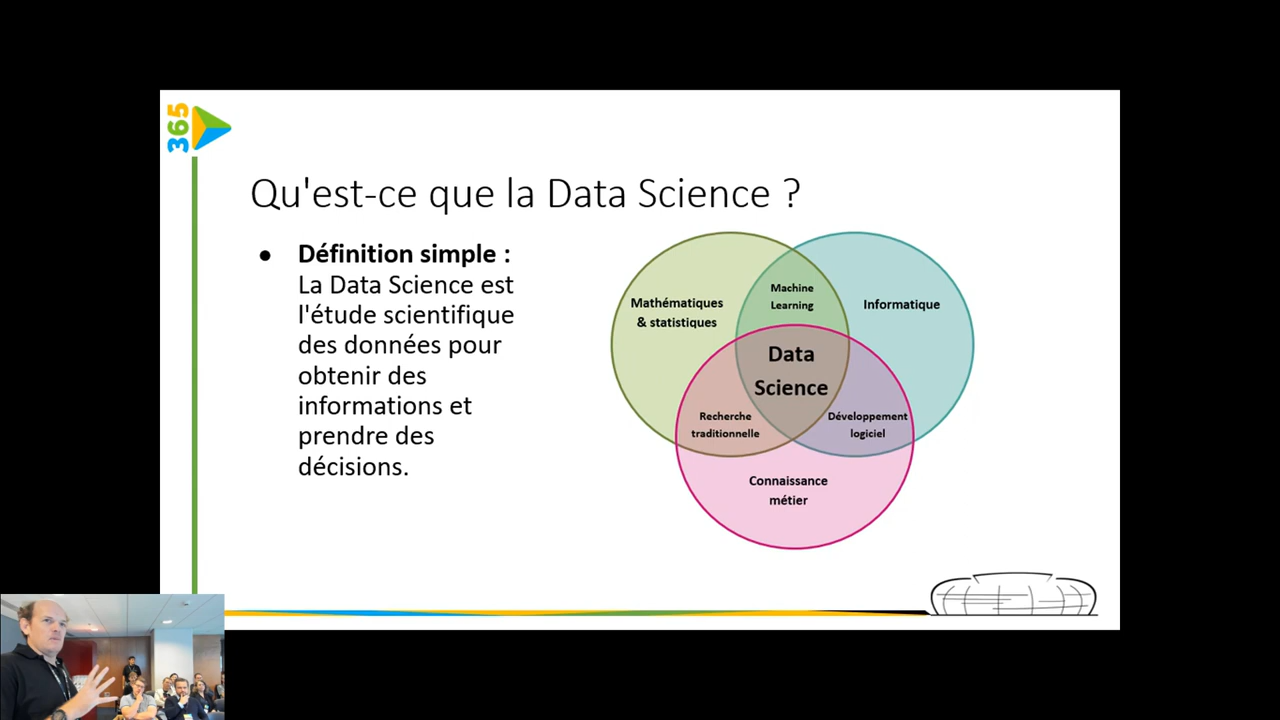 365
Qu'est-ce que la Data Science ?
● Définition simple :
La Data Science est
l'étude scientifique
des données pour
obtenir des
informations et
prendre des
décisions.
Mathématiques
& statistiques
Machine
Learning
Informatique
Data
Science
Recherche
traditionnelle
Développement
logiciel
Connaissance
métier